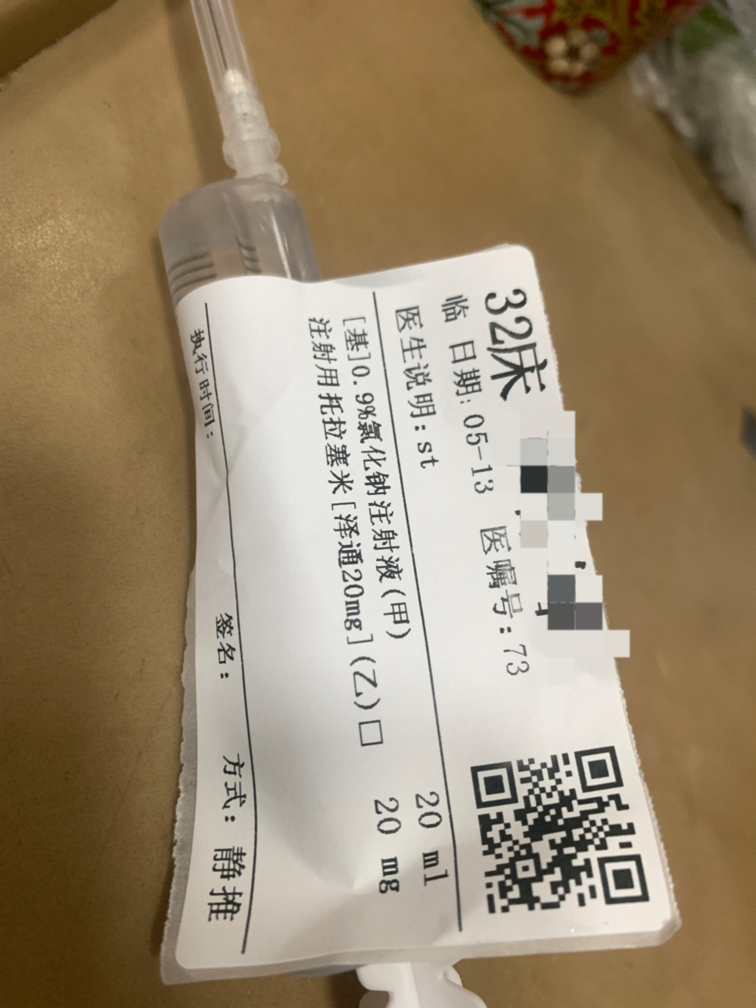 32床
临 日期: 05-13 医嘱号: 73
医生说明: st
[基]0.9%氯化钠注射液(甲) 20 ml
注射用托拉塞米[泽通20mg](乙)□ 20 mg
执行时间: 签名: 方式: 静推